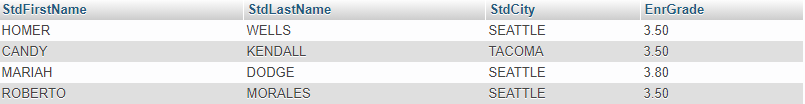 StdFirstName StdLastName StdCity EnrGrade
HOMER WELLS SEATTLE 3.50
CANDY KENDALL TACOMA 3.50
MARIAH DODGE SEATTLE 3.80
ROBERTO MORALES SEATTLE 3.50